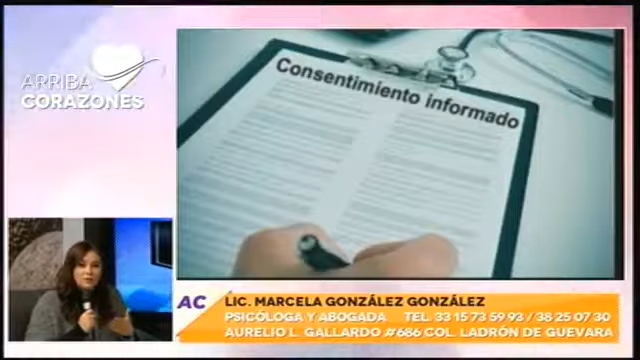 ARRIBA
CORAZONES
Consentimiento informado
AC
LIC. MARCELA GONZÁLEZ GONZÁLEZ
PSICÓLOGA Y ABOGADA TEL. 33 15 73 59 93 / 38 25 07 30
AURELIO L. GALLARDO #686 COL. LADRÓN DE GUEVARA